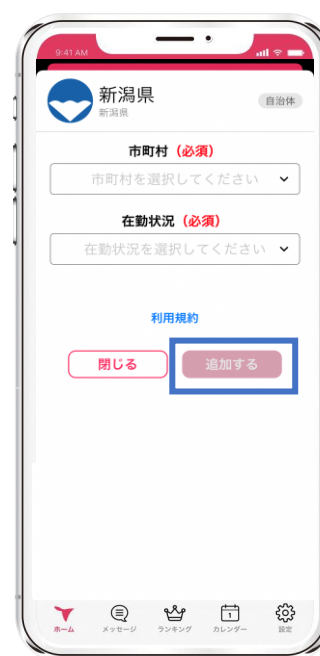 9:41 AM
新潟県
新潟県
自治体
市町村（必須）
市町村を選択してください
在勤状況（必須）
在勤状況を選択してください
利用規約
閉じる
追加する
1
ホーム
メッセージ
ランキング
カレンダー
設定